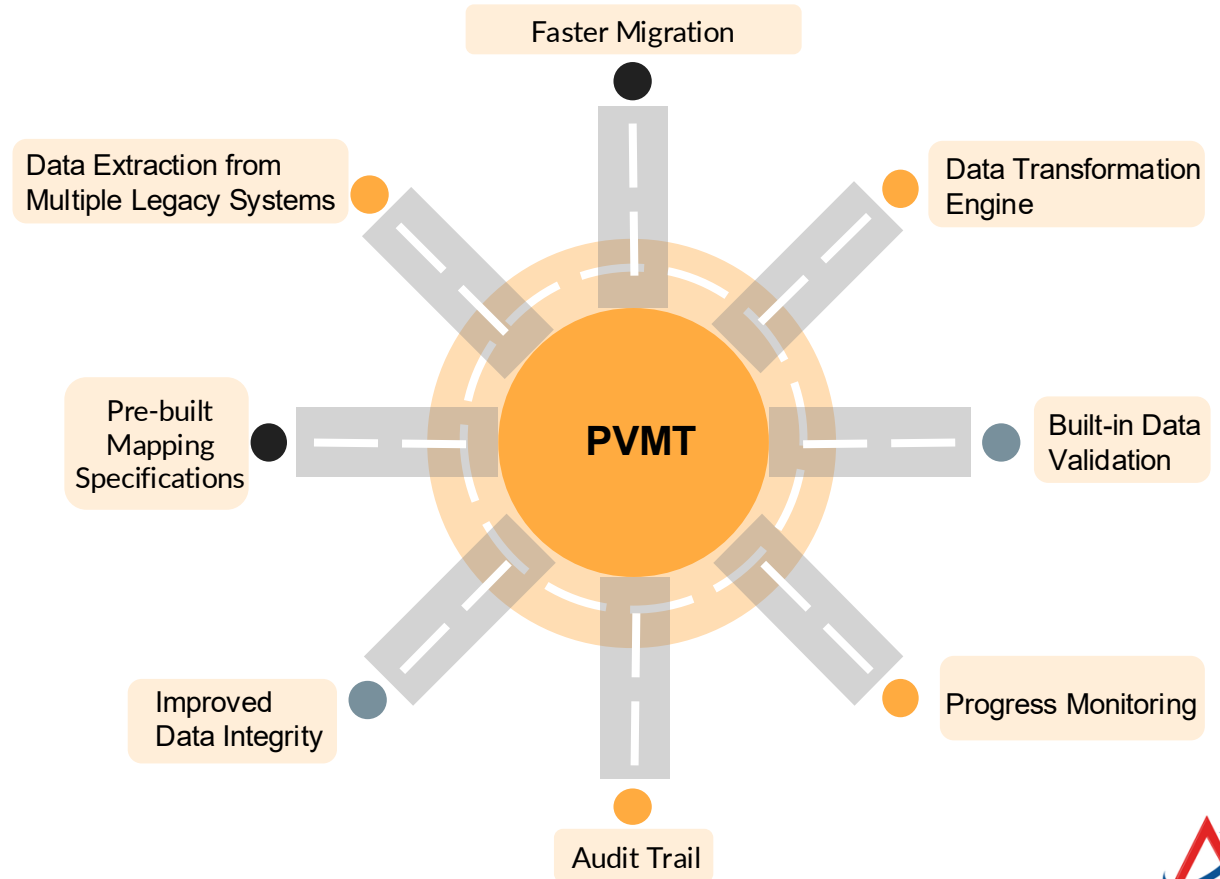 Faster Migration
Data Extraction from
Multiple Legacy Systems
Data Transformation
Engine
Pre-built
Mapping
Specifications
PVMT
Built-in Data
Validation
Improved
Data Integrity
Progress Monitoring
Audit Trail